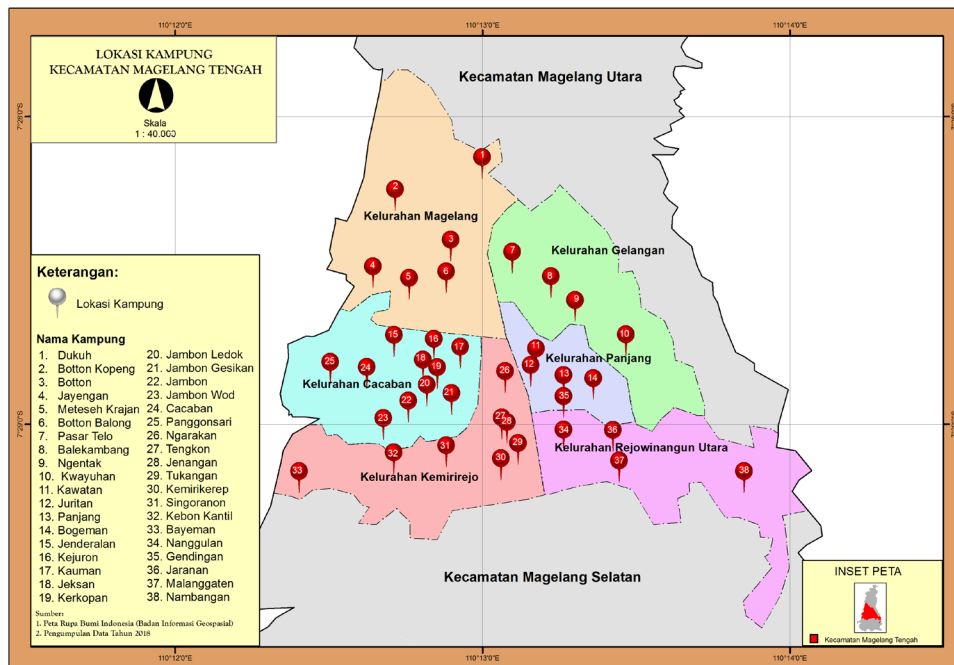 110°12'0"E
110°13'0"E
110°14'0"E
LOKASI KAMPUNG
KECAMATAN MAGELANG TENGAH
Skala
1 : 40.000
7°28'0"S
Kecamatan Magelang Utara
1
2
Kelurahan Magelang
3
4
5
6
7
Kelurahan Gelangan
8
9
10
15
16
17
18
19
20
21
22
23
24
25
Kelurahan Cacaban
11
12
Kelurahan Panjang
13
14
35
26
27
28
29
30
31
32
33
Kelurahan Kemirirejo
34
36
Kelurahan Rejowinangun Utara
37
38
7°29'0"S
Kecamatan Magelang Selatan
Keterangan:
Lokasi Kampung
Nama Kampung
1. Dukuh
2. Botton Kopeng
3. Botton
4. Jayengan
5. Meteseh Krajan
6. Botton Balong
7. Pasar Telo
8. Balekambang
9. Ngentak
10. Kwayuhan
11. Kawatan
12. Juritan
13. Panjang
14. Bogeman
15. Jenderalan
16. Kejuron
17. Kauman
18. Jeksan
19. Kerkopan
20. Jambon Ledok
21. Jambon Gesikan
22. Jambon
23. Jambon Wod
24. Cacaban
25. Panggonsari
26. Ngarakan
27. Tengkon
28. Jenangan
29. Tukangan
30. Kemirikerep
31. Singoranon
32. Kebon Kantil
33. Bayeman
34. Nanggulan
35. Gendingan
36. Jaranan
37. Malanggaten
38. Nambangan
Sumber:
1. Peta Rupa Bumi Indonesia (Badan Informasi Geospasial)
2. Pengumpulan Data Tahun 2018
INSET PETA
Kecamatan Magelang Tengah
110°12'0"E
110°13'0"E
110°14'0"E